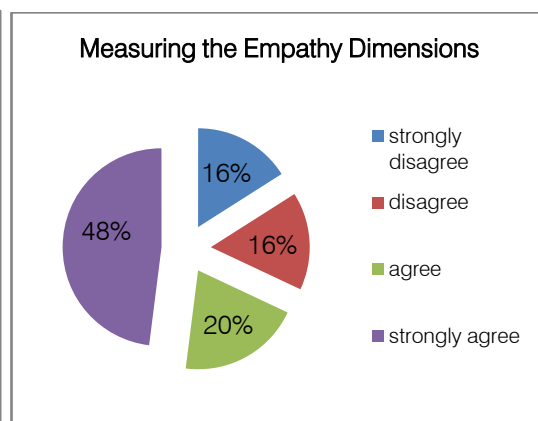 Measuring the Empathy Dimensions
16%
16%
20%
48%
strongly
disagree
disagree
agree
strongly agree